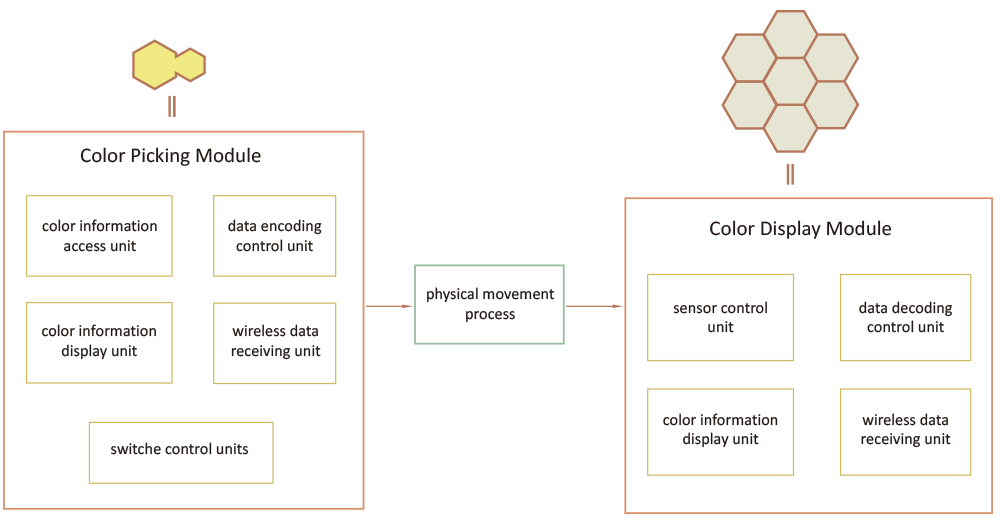 Color Picking Module
color information
access unit
data encoding
control unit
color information
display unit
wireless data
receiving unit
switche control units
physical movement
process
Color Display Module
sensor control
unit
data decoding
control unit
color information
display unit
wireless data
receiving unit